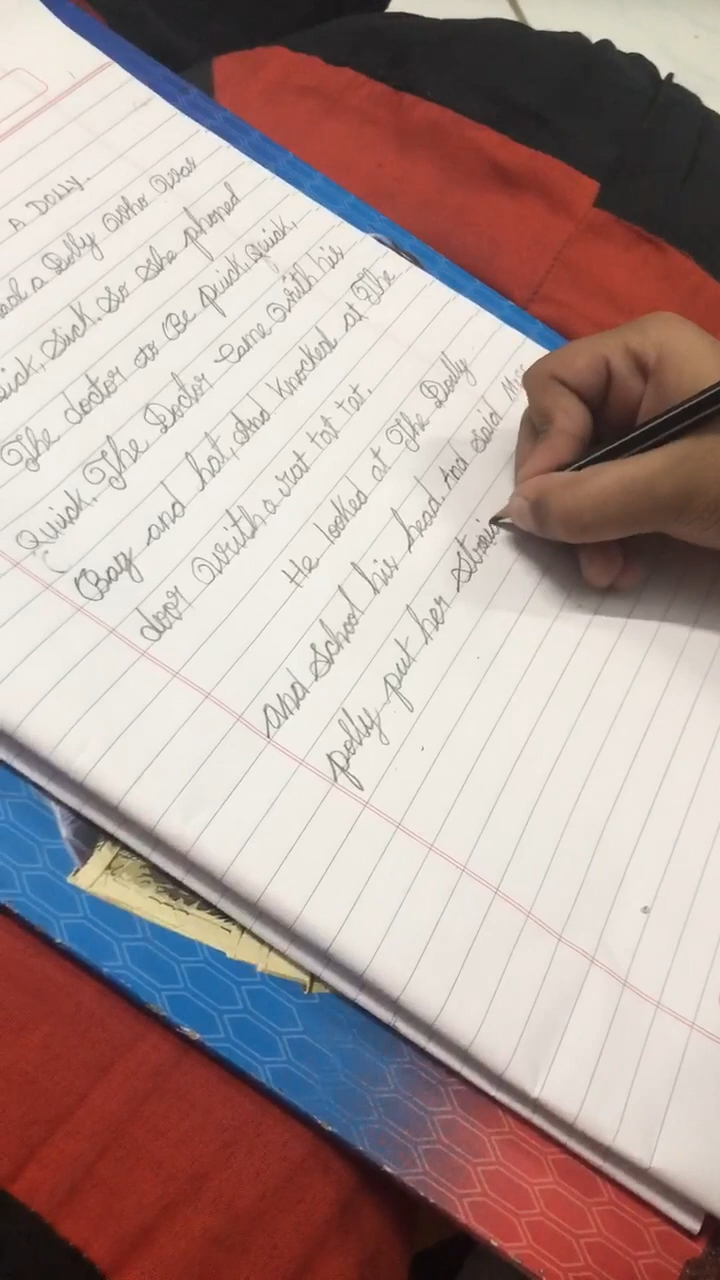 A DOLLY.
a Dolly who was
sick, sick. So she phoned
The doctor to Be quick, quick,
Quick. The Doctor Came with his
Bag and hat, And knocked at The
door with a rat tat tat.
He looked at The Dolly
and school his head. And said
polly put her